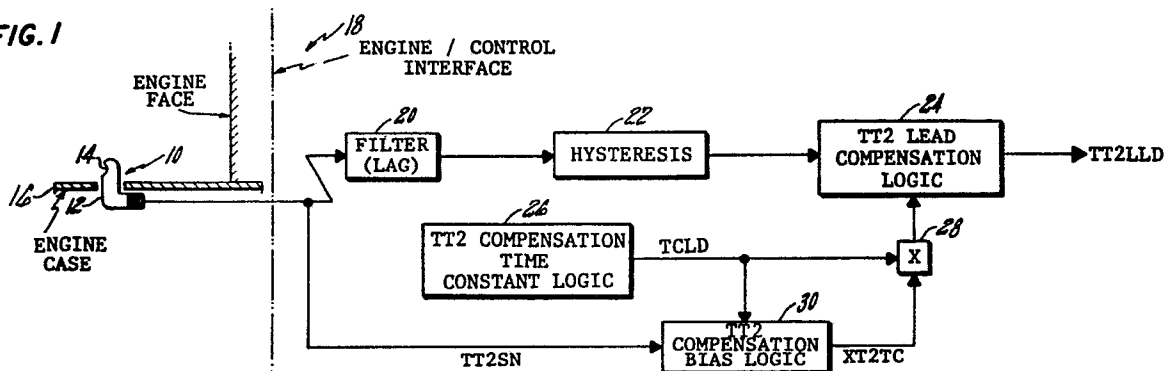 FIG. 1
18
ENGINE / CONTROL
INTERFACE
ENGINE
FACE
14
10
16
12
ENGINE
CASE
20
FILTER
(LAG)
22
HYSTERESIS
24
TT2 LEAD
COMPENSATION
LOGIC
TT2LLD
26
TT2 COMPENSATION
TIME
CONSTANT LOGIC
TCLD
28
X
30
TT2
COMPENSATION
BIAS LOGIC
TT2SN
XT2TC